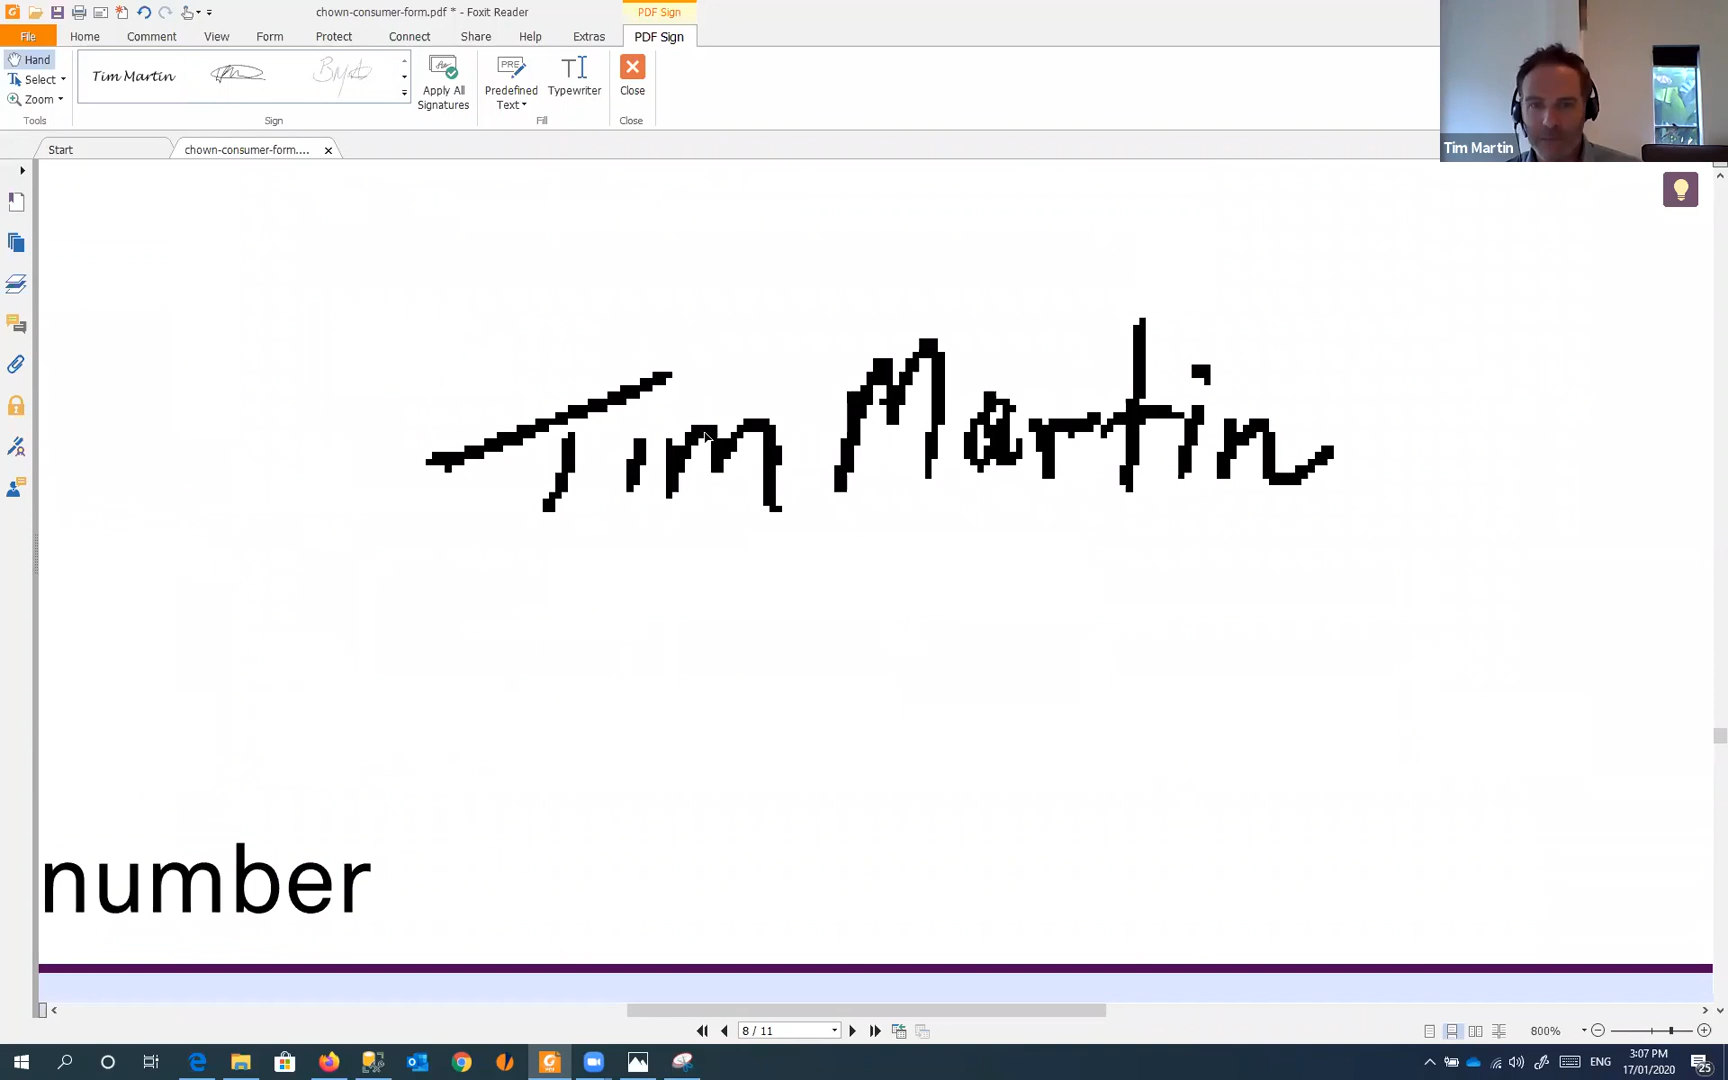 chown-consumer-form.pdf * - Foxit Reader
PDF Sign
File Home Comment View Form Protect Connect Share Help Extras PDF Sign
Hand
Select
Zoom
Tools
Tim Martin
Sign
Apply All
Signatures
PRE
Predefined
Text
Typewriter
Fill
Close
Close
Tim Martin
Start
chown-consumer-form....
Tim Martin
number
8 / 11
800%
ENG
3:07 PM
17/01/2020
25